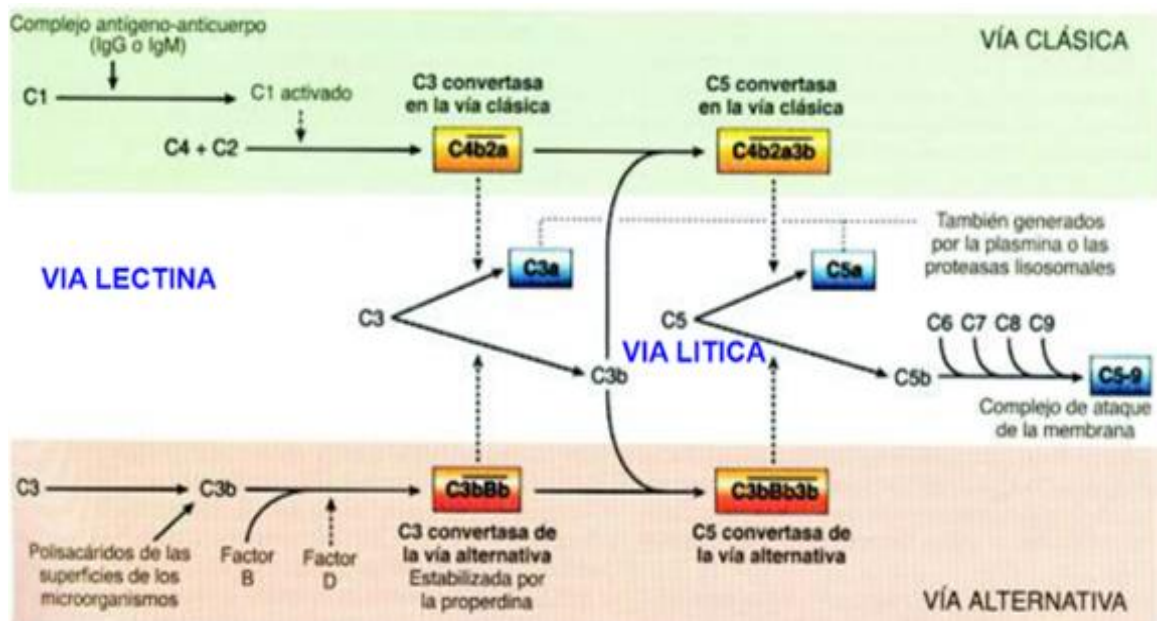 Complejo antígeno-anticuerpo
(IgG o IgM)
VÍA CLÁSICA
C1
C1 activado
C3 convertasa
en la vía clásica
C5 convertasa
en la vía clásica
C4 + C2
C4b2a
C4b2a3b
También generados
por la plasmina o las
proteasas lisosomales
C3a
C5a
VIA LECTINA
C3
C5
C6 C7 C8 C9
VIA LITICA
C3b
C5b
C5-9
Complejo de ataque
de la membrana
C3
C3b
C3bBb
C3bBb3b
Polisacáridos de las
superficies de los
microorganismos
Factor
B
Factor
D
C3 convertasa de
la vía alternativa
Estabilizada por
la properdina
C5 convertasa de
la vía alternativa
VÍA ALTERNATIVA